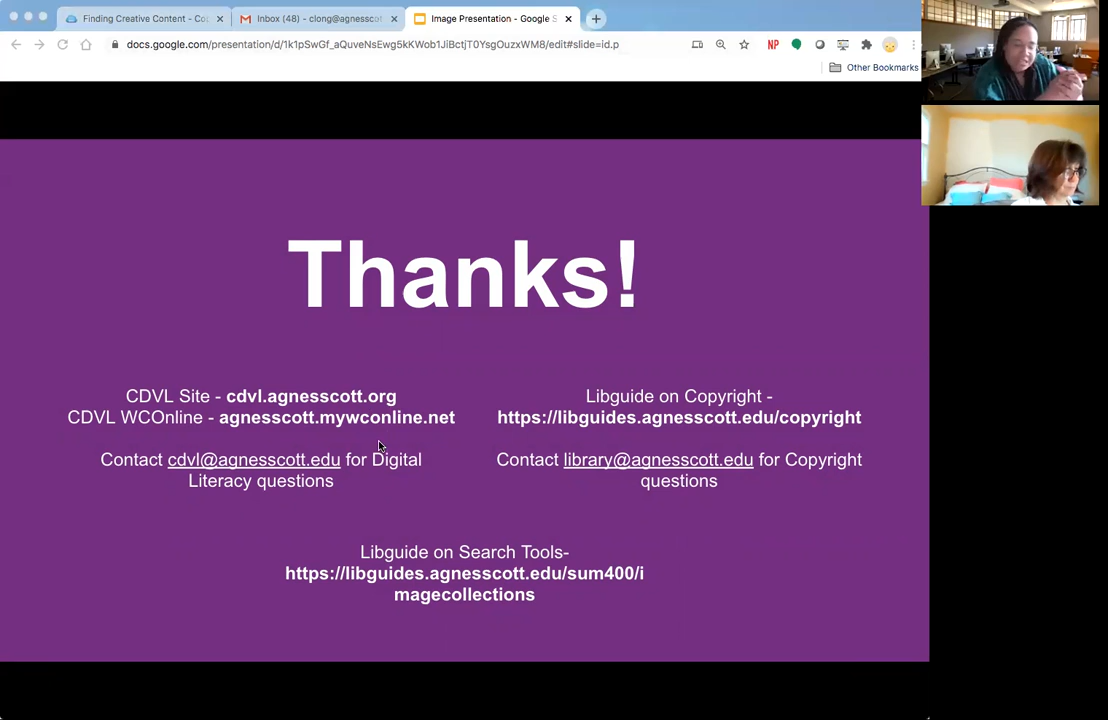 Finding Creative Content - Co
Inbox (48) - clong@agnesscot
Image Presentation - Google S
docs.google.com/presentation/d/1k1pSwGf_aQuveNsEwg5kKWob1JiBctjT0YsgOuzxWM8/edit#slide=id.p
NP
Other Bookmarks
Thanks!
CDVL Site - cdvl.agnesscott.org
CDVL WCOnline - agnesscott.mywconline.net
Contact cdvl@agnesscott.edu for Digital
Literacy questions
Libguide on Copyright -
https://libguides.agnesscott.edu/copyright
Contact library@agnesscott.edu for Copyright
questions
Libguide on Search Tools-
https://libguides.agnesscott.edu/sum400/i
magecollections